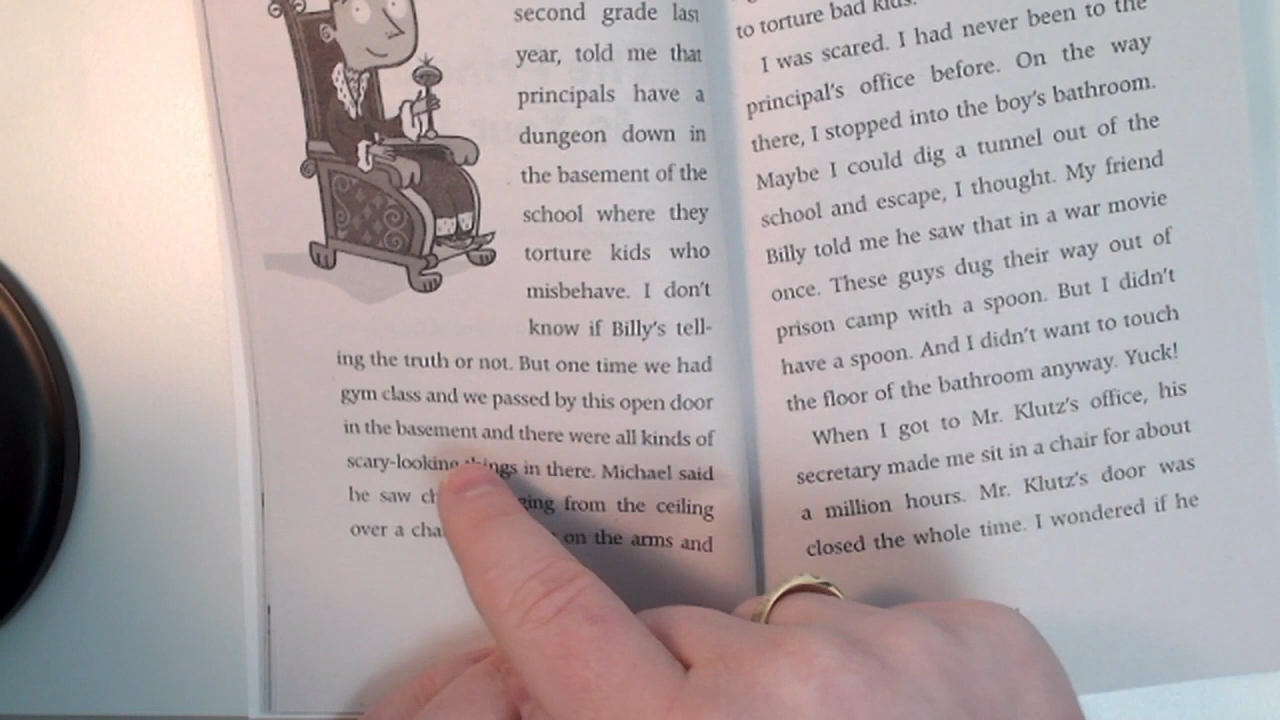 second grade last
year, told me that
principals have a
dungeon down in
the basement of the
school where they
torture kids who
misbehave. I don't
know if Billy's tell-
ing the truth or not. But one time we had
gym class and we passed by this open door
in the basement and there were all kinds of
scary-looking things in there. Michael said
he saw from the ceiling
over a on the arms and
to torture bad kids.
I was scared. I had never been to the
principal's office before. On the way
there, I stopped into the boy's bathroom.
Maybe I could dig a tunnel out of the
school and escape, I thought. My friend
Billy told me he saw that in a war movie
once. These guys dug their way out of
prison camp with a spoon. But I didn't
have a spoon. And I didn't want to touch
the floor of the bathroom anyway. Yuck!
When I got to Mr. Klutz's office, his
secretary made me sit in a chair for about
a million hours. Mr. Klutz's door was
closed the whole time. I wondered if he